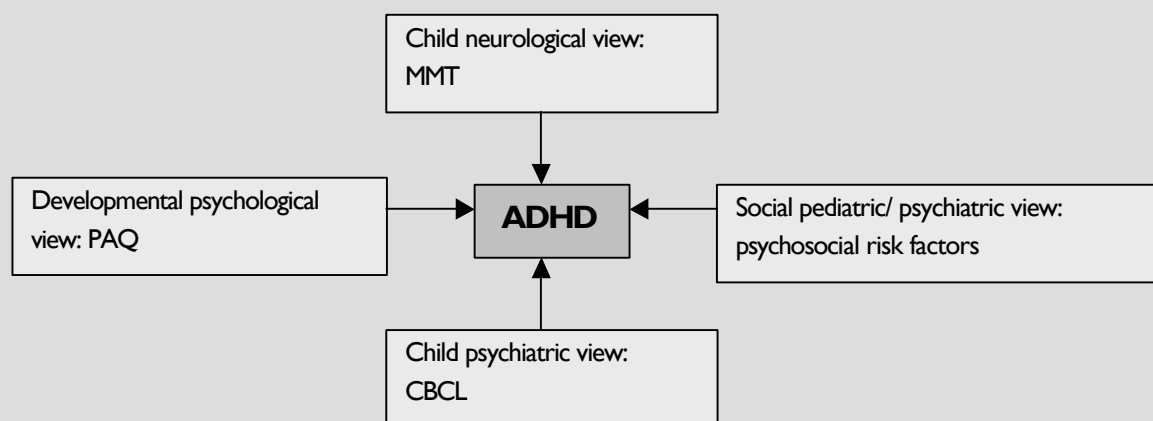 Child neurological view:
MMT
Developmental psychological
view: PAQ
ADHD
Social pediatric/ psychiatric view:
psychosocial risk factors
Child psychiatric view:
CBCL